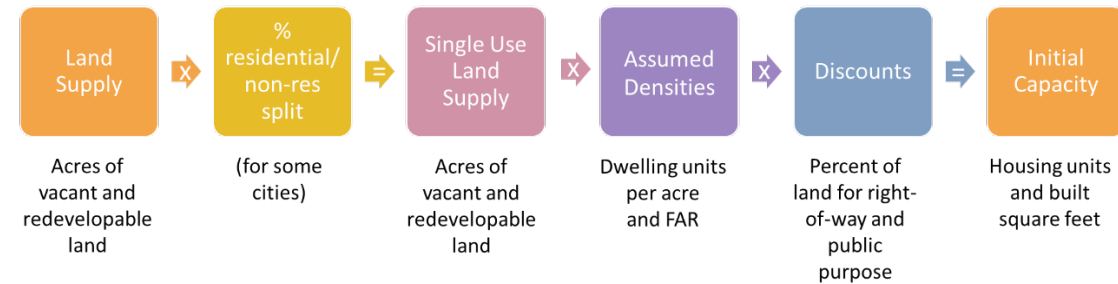 Land
Supply
X
%
residential/
non-res
split
=
Single Use
Land
Supply
X
Assumed
Densities
X
Discounts
=
Initial
Capacity
Acres of
vacant and
redevelopable
land
(for some
cities)
Acres of
vacant and
redevelopable
land
Dwelling units
per acre
and FAR
Percent of
land for right-
of-way and
public
purpose
Housing units
and built
square feet